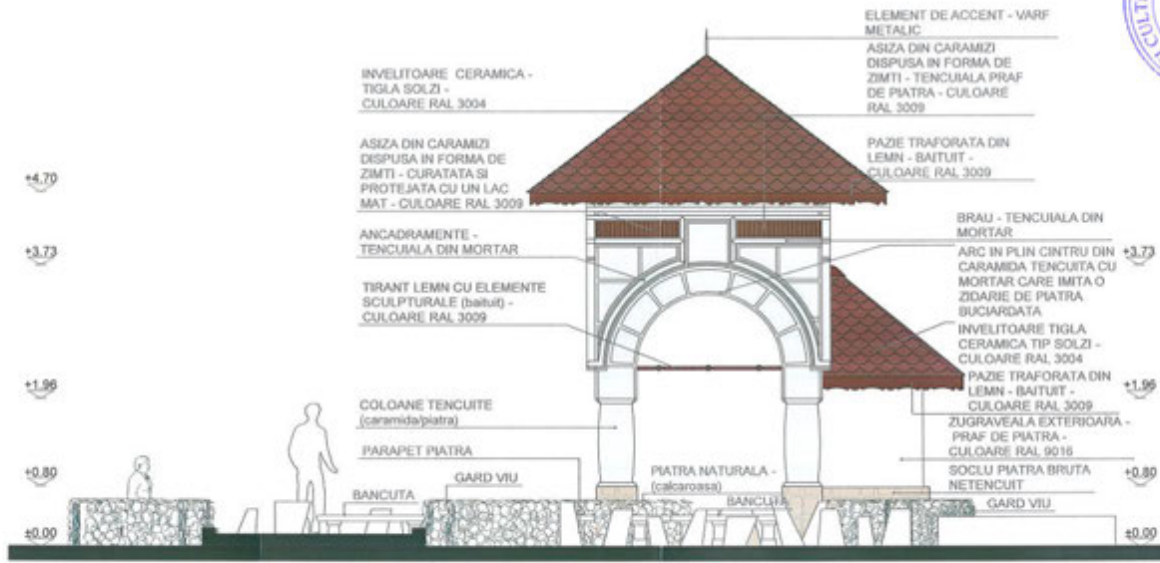 ELEMENT DE ACCENT - VARF
METALIC
ASIZA DIN CARAMIZI
DISPUSA IN FORMA DE
ZIMTI - TENCUIALA PRAF
DE PIATRA - CULOARE
RAL 3009
PAZIE TRAFORATA DIN
LEMN - BAITUIT -
CULOARE RAL 3009
INVELITOARE CERAMICA -
TIGLA SOLZI -
CULOARE RAL 3004
ASIZA DIN CARAMIZI
DISPUSA IN FORMA DE
ZIMTI - CURATATA SI
PROTEJATA CU UN LAC
MAT - CULOARE RAL 3009
ANCADRAMENTE -
TENCUIALA DIN MORTAR
TIRANT LEMN CU ELEMENTE
SCULPTURALE (baituit) -
CULOARE RAL 3009
COLOANE TENCUITE
(caramida/piatra)
PARAPET PIATRA
GARD VIU
BANCUTA
PIATRA NATURALA -
(calcaroasa)
BANCUTA
BRAU - TENCUIALA DIN
MORTAR
ARC IN PLIN CINTRU DIN
CARAMIDA TENCUITA CU
MORTAR CARE IMITA O
ZIDARIE DE PIATRA
BUCIARDATA
INVELITOARE TIGLA
CERAMICA TIP SOLZI -
CULOARE RAL 3004
PAZIE TRAFORATA DIN
LEMN - BAITUIT -
CULOARE RAL 3009
ZUGRAVEALA EXTERIOARA -
PRAF DE PIATRA -
CULOARE RAL 9016
SOCLU PIATRA BRUTA
NETENCUIT
GARD VIU
+4.70
+3.73
+1.96
+0.80
±0.00
+3.73
+1.96
+0.80
±0.00